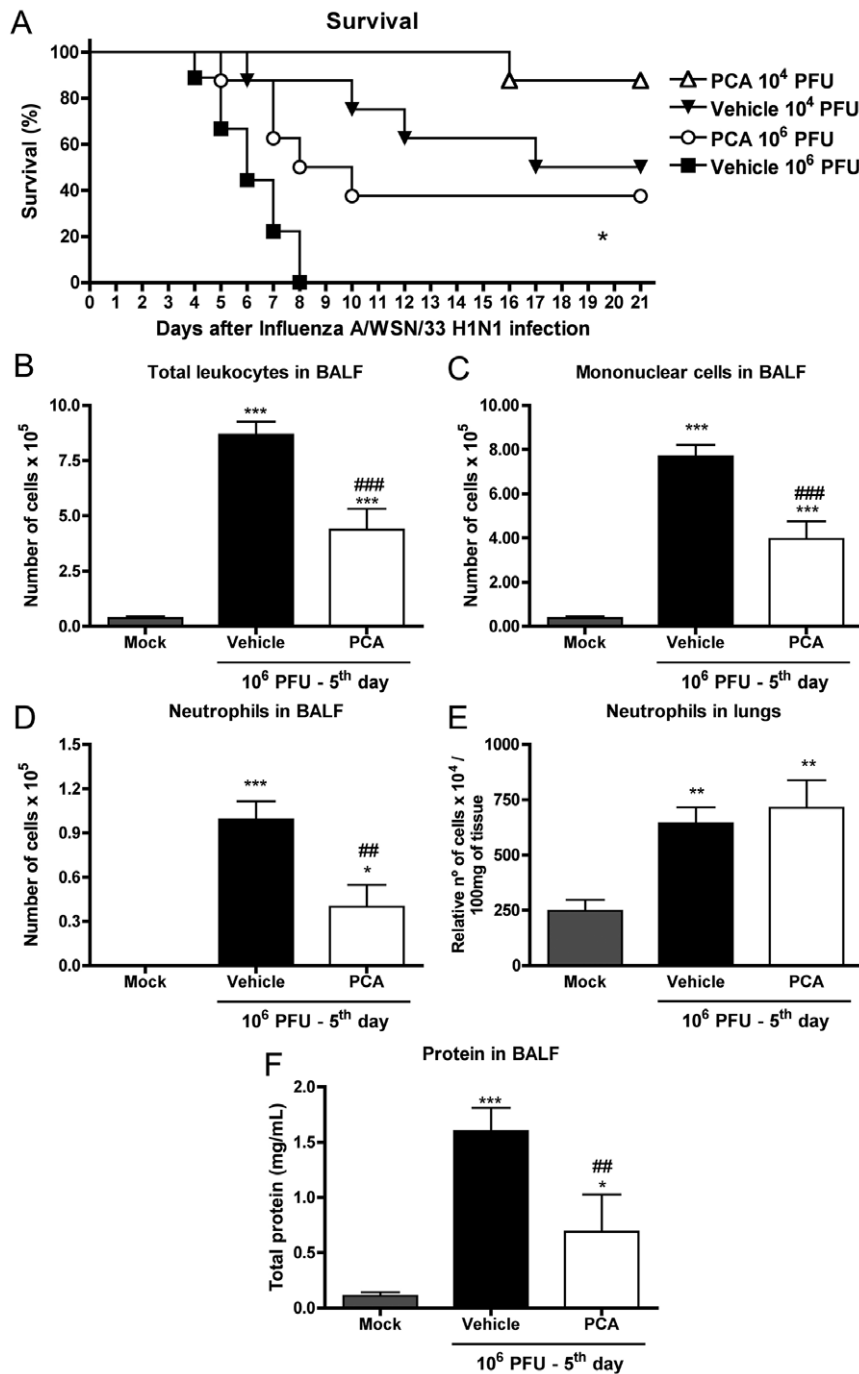 A
Survival
Survival (%)
100
80
60
40
20
0
*
0 1 2 3 4 5 6 7 8 9 10 11 12 13 14 15 16 17 18 19 20 21
Days after Influenza A/WSN/33 H1N1 infection
PCA 10⁴ PFU
Vehicle 10⁴ PFU
PCA 10⁶ PFU
Vehicle 10⁶ PFU
B
Total leukocytes in BALF
Number of cells x 10⁵
10.0
7.5
5.0
2.5
0.0
***
###
***
Mock Vehicle PCA
10⁶ PFU - 5ᵗʰ day
C
Mononuclear cells in BALF
Number of cells x 10⁵
10.00
8.00
6.00
4.00
2.00
0.00
***
###
***
Mock Vehicle PCA
10⁶ PFU - 5ᵗʰ day
D
Neutrophils in BALF
Number of cells x 10⁵
1.5
1.2
0.9
0.6
0.3
0.0
***
##
*
Mock Vehicle PCA
10⁶ PFU - 5ᵗʰ day
E
Neutrophils in lungs
Relative nº of cells x 10⁴ /
100mg of tissue
1000
750
500
250
0
**
**
Mock Vehicle PCA
10⁶ PFU - 5ᵗʰ day
F
Protein in BALF
Total protein (mg/mL)
2.0
1.5
1.0
0.5
0.0
***
##
*
Mock Vehicle PCA
10⁶ PFU - 5ᵗʰ day